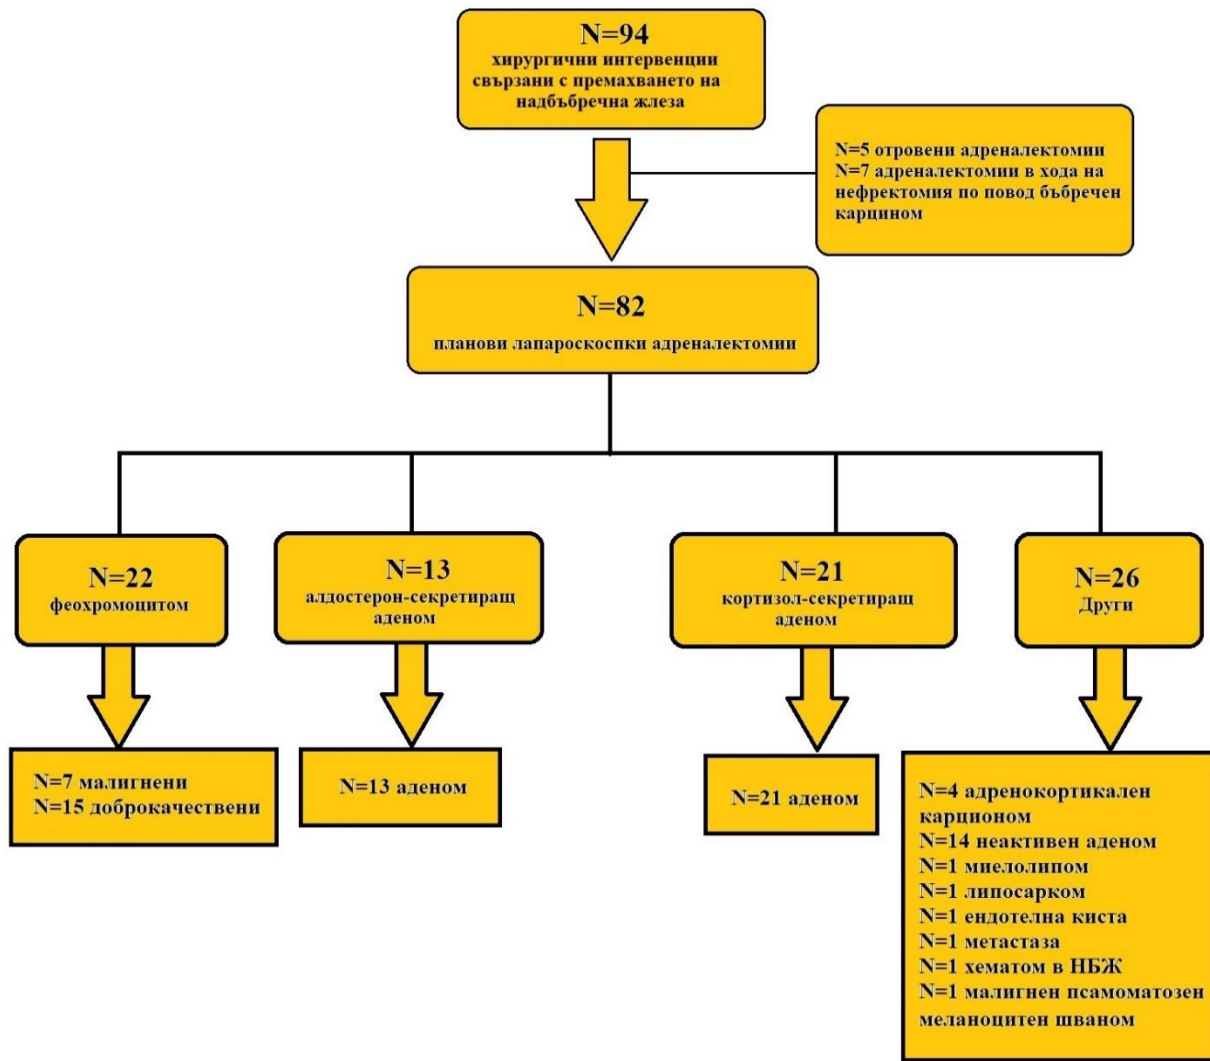 N=94
хирургични интервенции
свързани с премахването на
надбъбречна жлеза
N=5 отровени адреналектомии
N=7 адреналектомии в хода на
нефректомия по повод бъбречен
карцином
N=82
планови лапароскоспки адреналектомии
N=22
феохромоцитом
N=13
алдостерон-секретиращ
аденом
N=21
кортизол-секретиращ
аденом
N=26
Други
N=7 малигнени
N=15 доброкачествени
N=13 аденом
N=21 аденом
N=4 адренокортикален
карционом
N=14 неактивен аденом
N=1 миелолипом
N=1 липосарком
N=1 ендотелна киста
N=1 метастаза
N=1 хематом в НБЖ
N=1 малигнен псамоматозен
меланоцитен шваном